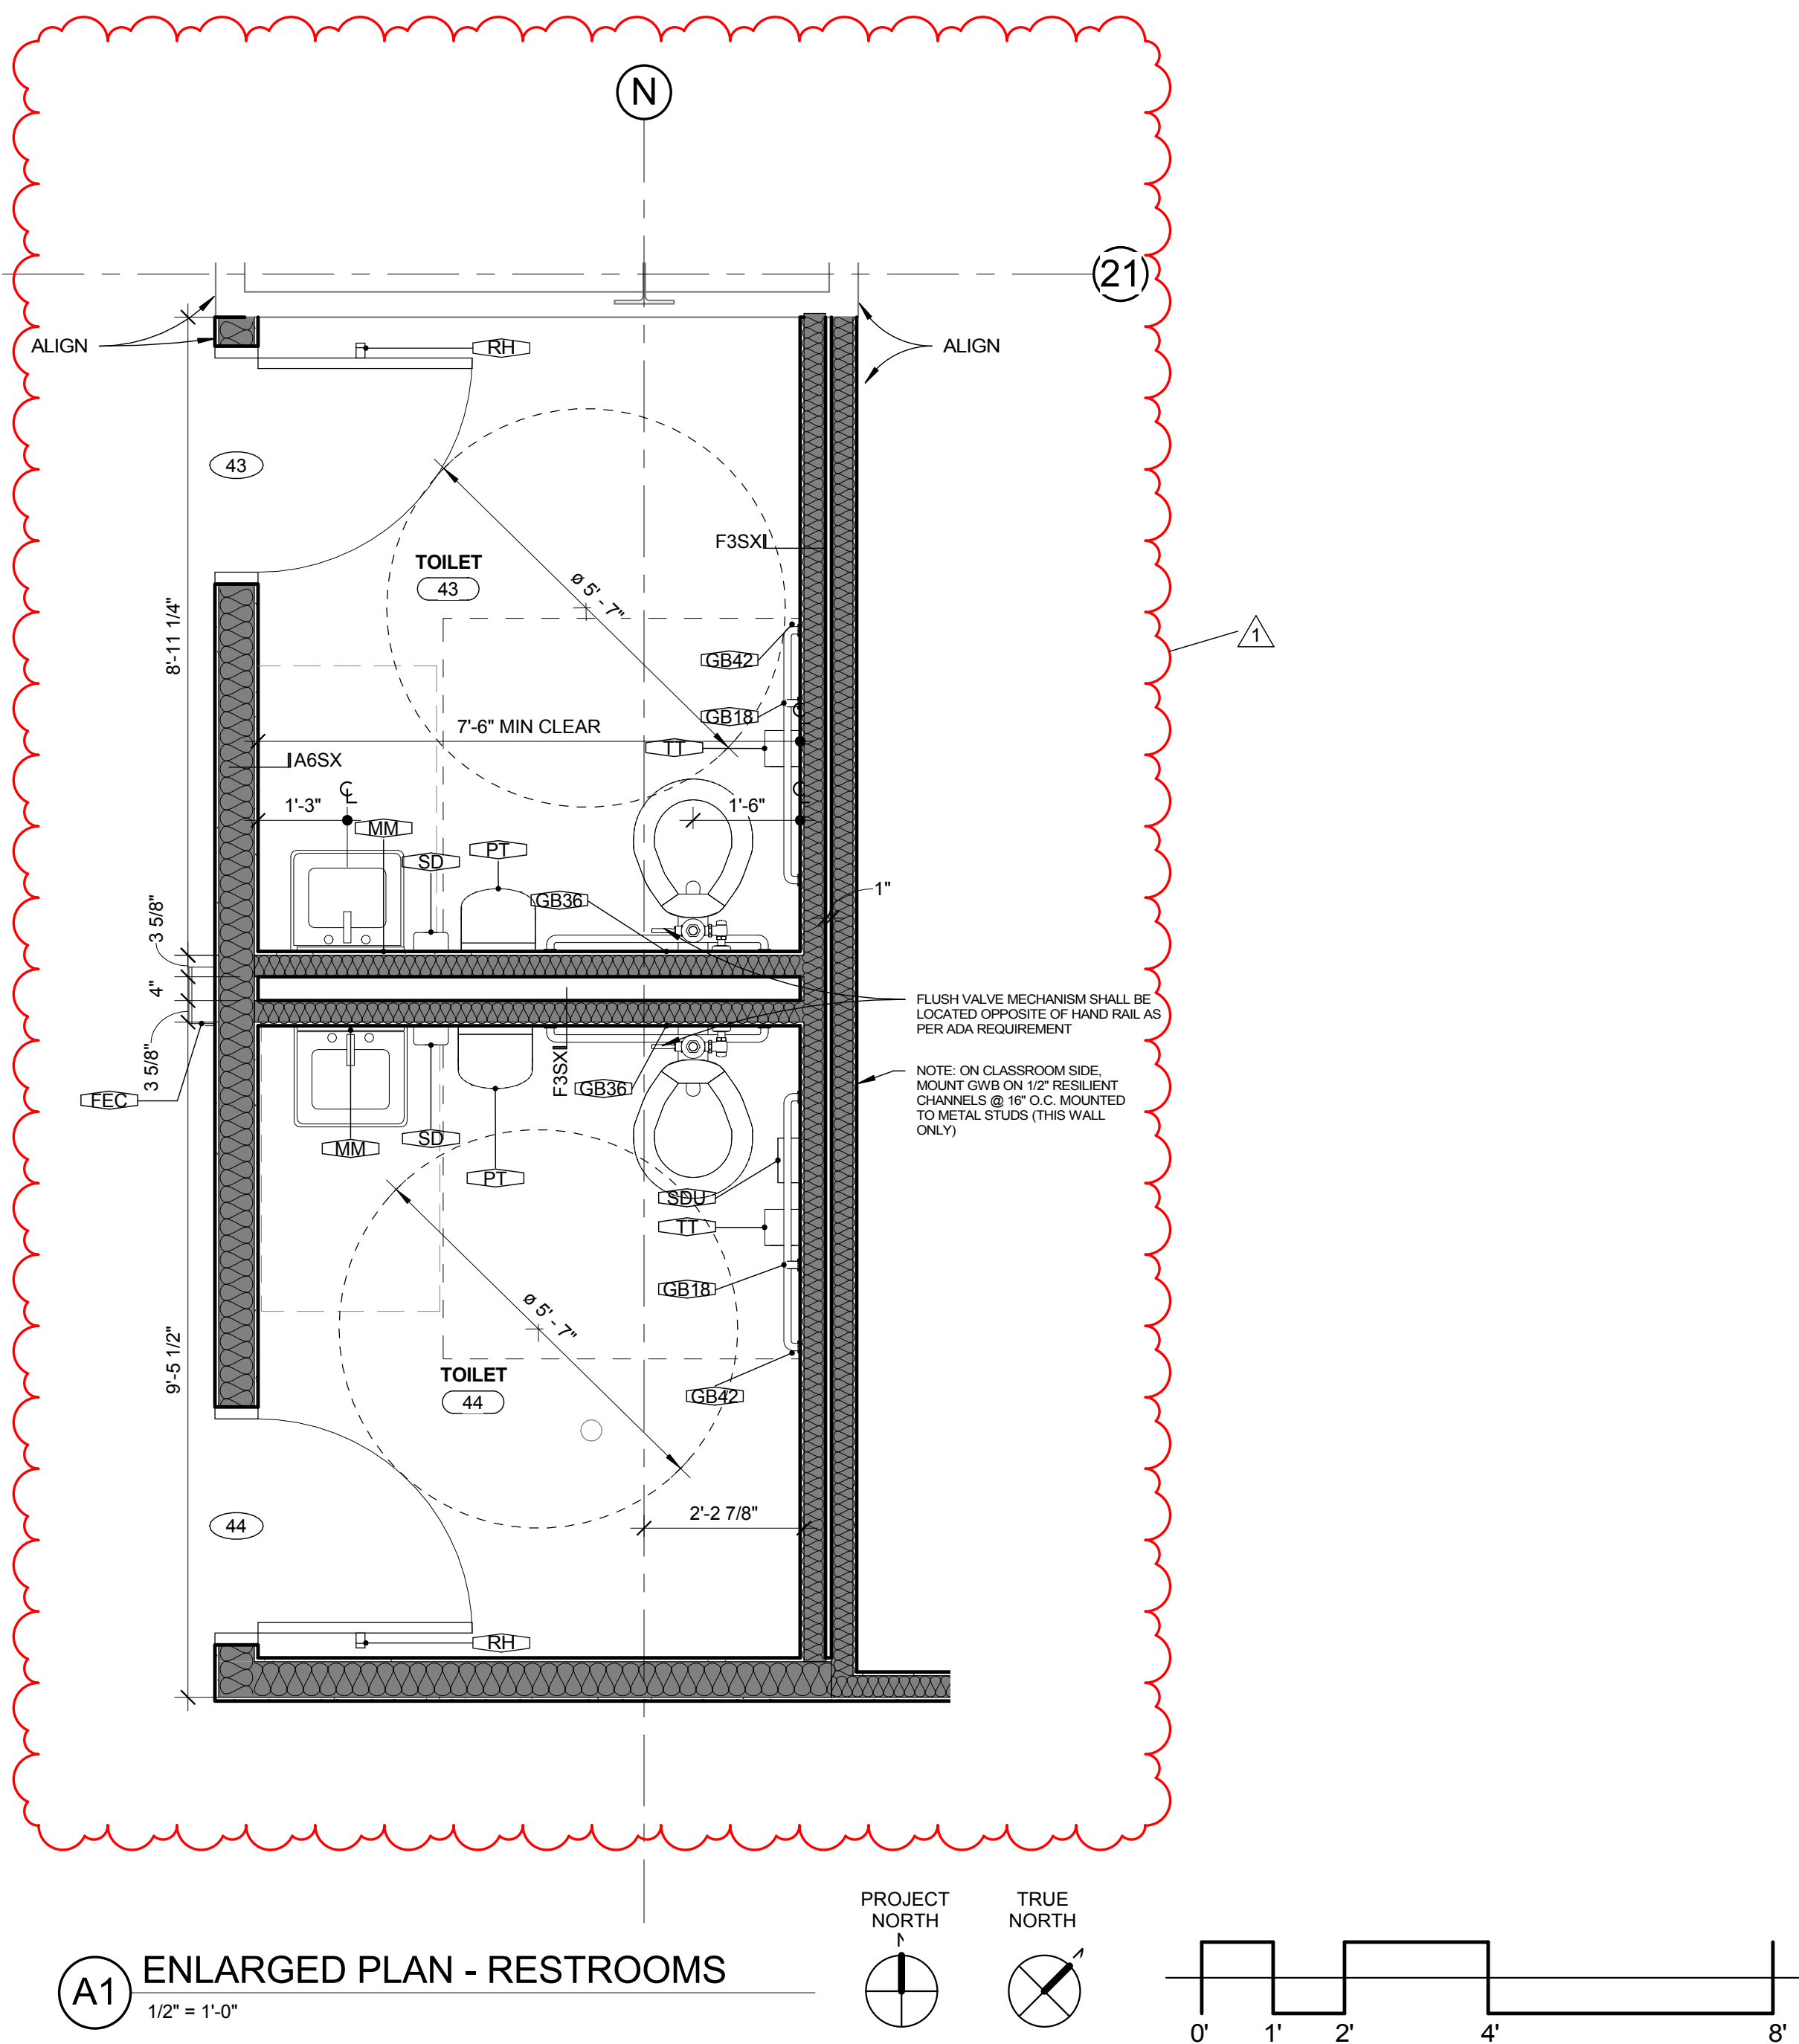 N
21
ALIGN
RH
ALIGN
43
F3SX
TOILET
43
ø 5' - 7"
8'-11 1/4"
1
GB42
GB18
7'-6" MIN CLEAR
TT
A6SX
CL
CL
1'-3"
1'-6"
MM
SD
PT
GB36
1"
3 5/8"
4"
3 5/8"
FLUSH VALVE MECHANISM SHALL BE
LOCATED OPPOSITE OF HAND RAIL AS
PER ADA REQUIREMENT
F3SX
GB36
NOTE: ON CLASSROOM SIDE,
MOUNT GWB ON 1/2" RESILIENT
CHANNELS @ 16" O.C. MOUNTED
TO METAL STUDS (THIS WALL
ONLY)
FEC
MM
SD
PT
SDU
TT
GB18
ø 5' - 7"
9'-5 1/2"
TOILET
44
GB42
2'-2 7/8"
44
RH
PROJECT
NORTH
N
TRUE
NORTH
A1
ENLARGED PLAN - RESTROOMS
1/2" = 1'-0"
0' 1' 2' 4' 8'